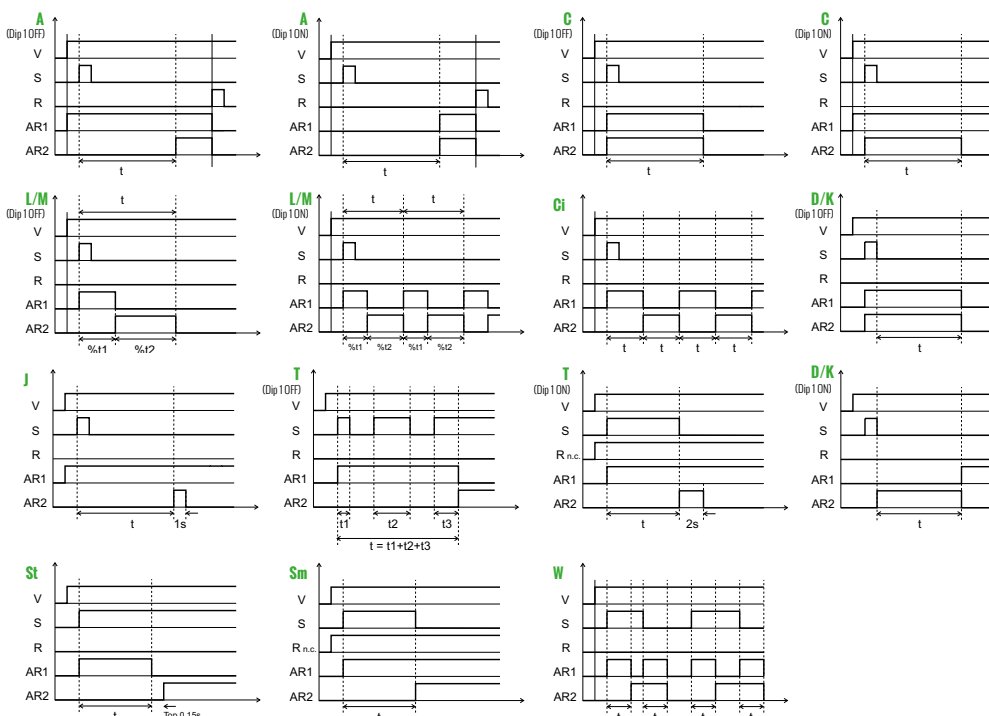 A
(Dip 1 OFF)
V
S
R
AR1
AR2
t
A
(Dip 1 ON)
V
S
R
AR1
AR2
t
C
(Dip 1 OFF)
V
S
R
AR1
AR2
t
C
(Dip 1 ON)
V
S
R
AR1
AR2
t
L/M
(Dip 1 OFF)
t
V
S
R
AR1
AR2
%t1 %t2
L/M
(Dip 1 ON)
t t
V
S
R
AR1
AR2
%t1 %t2 %t1 %t2
Ci
V
S
R
AR1
AR2
t t t t
D/K
(Dip 1 OFF)
V
S
R
AR1
AR2
t
J
V
S
R
AR1
AR2
t 1s
T
(Dip 1 OFF)
V
S
R
AR1
AR2
t1 t2 t3
t = t1+t2+t3
T
(Dip 1 ON)
V
S
R n.c.
AR1
AR2
t 2s
D/K
(Dip 1 ON)
V
S
R
AR1
AR2
t
St
V
S
R
AR1
AR2
t Top 0,15s
Sm
V
S
R n.c.
AR1
AR2
t
W
V
S
R
AR1
AR2
t t t t